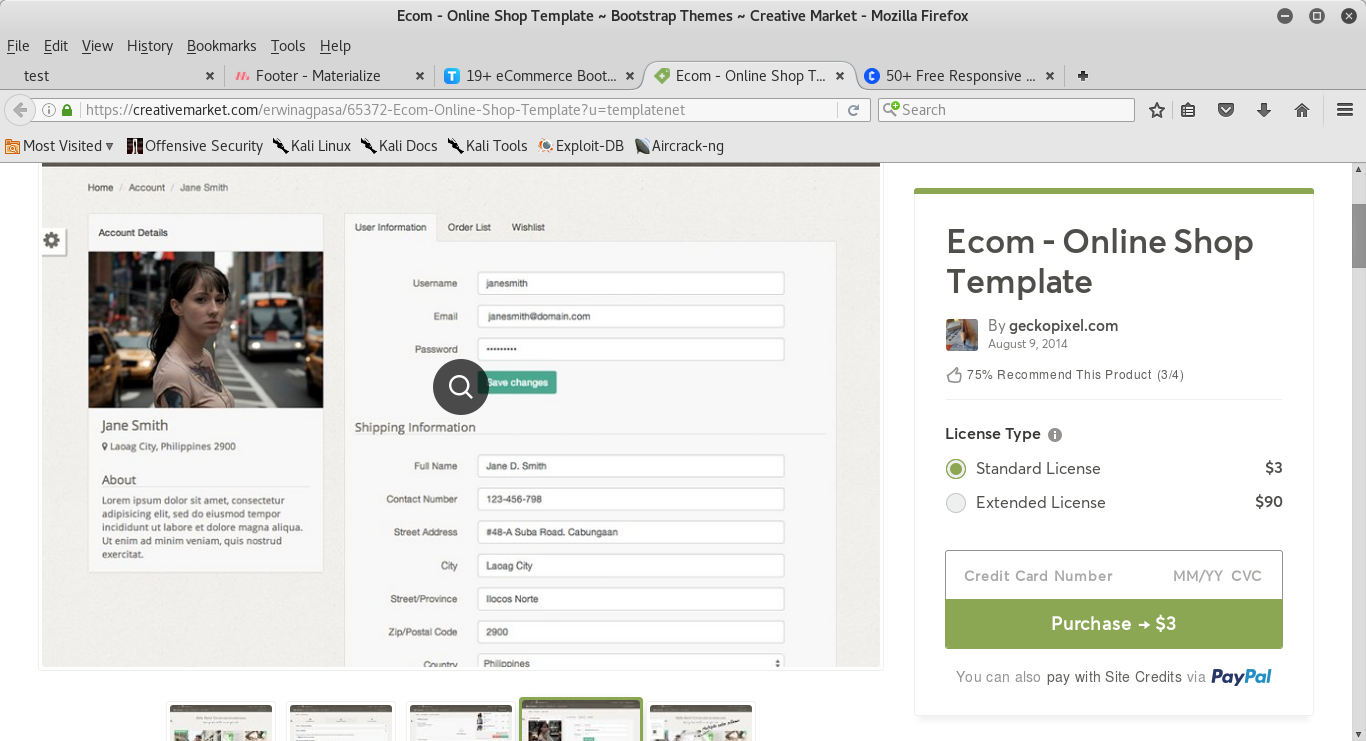 Ecom - Online Shop Template ~ Bootstrap Themes ~ Creative Market - Mozilla Firefox
File Edit View History Bookmarks Tools Help
test
Footer - Materialize
19+ eCommerce Boot...
Ecom - Online Shop T...
50+ Free Responsive ...
https://creativemarket.com/erwinagpasa/65372-Ecom-Online-Shop-Template?u=templatenet
Search
Most Visited
Offensive Security
Kali Linux
Kali Docs
Kali Tools
Exploit-DB
Aircrack-ng
Home / Account / Jane Smith
Account Details
Jane Smith
Laoag City, Philippines 2900
About
Lorem ipsum dolor sit amet, consectetur
adipisicing elit, sed do eiusmod tempor
incididunt ut labore et dolore magna aliqua.
Ut enim ad minim veniam, quis nostrud
exercitat.
User Information
Order List
Wishlist
Username janesmith
Email janesmith@domain.com
Password •••••••••
Save changes
Shipping Information
Full Name Jane D. Smith
Contact Number 123-456-798
Street Address #48-A Suba Road. Cabungaan
City Laoag City
Street/Province Ilocos Norte
Zip/Postal Code 2900
Country Philippines
Ecom - Online Shop
Template
By geckopixel.com
August 9, 2014
75% Recommend This Product (3/4)
License Type
Standard License $3
Extended License $90
Credit Card Number MM/YY CVC
Purchase → $3
You can also pay with Site Credits via PayPal